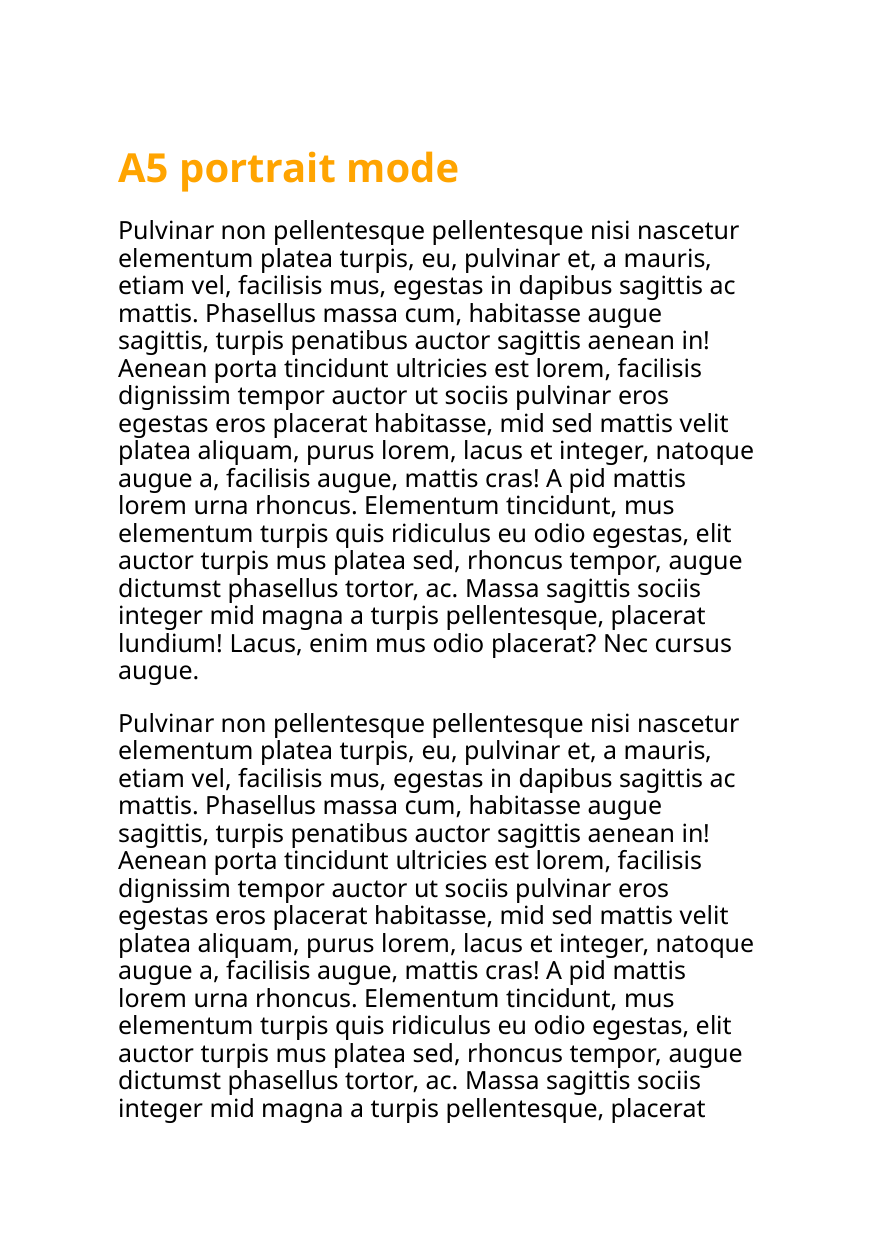 A5 portrait mode
Pulvinar non pellentesque pellentesque nisi nascetur
elementum platea turpis, eu, pulvinar et, a mauris,
etiam vel, facilisis mus, egestas in dapibus sagittis ac
mattis. Phasellus massa cum, habitasse augue
sagittis, turpis penatibus auctor sagittis aenean in!
Aenean porta tincidunt ultricies est lorem, facilisis
dignissim tempor auctor ut sociis pulvinar eros
egestas eros placerat habitasse, mid sed mattis velit
platea aliquam, purus lorem, lacus et integer, natoque
augue a, facilisis augue, mattis cras! A pid mattis
lorem urna rhoncus. Elementum tincidunt, mus
elementum turpis quis ridiculus eu odio egestas, elit
auctor turpis mus platea sed, rhoncus tempor, augue
dictumst phasellus tortor, ac. Massa sagittis sociis
integer mid magna a turpis pellentesque, placerat
lundium! Lacus, enim mus odio placerat? Nec cursus
augue.
Pulvinar non pellentesque pellentesque nisi nascetur
elementum platea turpis, eu, pulvinar et, a mauris,
etiam vel, facilisis mus, egestas in dapibus sagittis ac
mattis. Phasellus massa cum, habitasse augue
sagittis, turpis penatibus auctor sagittis aenean in!
Aenean porta tincidunt ultricies est lorem, facilisis
dignissim tempor auctor ut sociis pulvinar eros
egestas eros placerat habitasse, mid sed mattis velit
platea aliquam, purus lorem, lacus et integer, natoque
augue a, facilisis augue, mattis cras! A pid mattis
lorem urna rhoncus. Elementum tincidunt, mus
elementum turpis quis ridiculus eu odio egestas, elit
auctor turpis mus platea sed, rhoncus tempor, augue
dictumst phasellus tortor, ac. Massa sagittis sociis
integer mid magna a turpis pellentesque, placerat